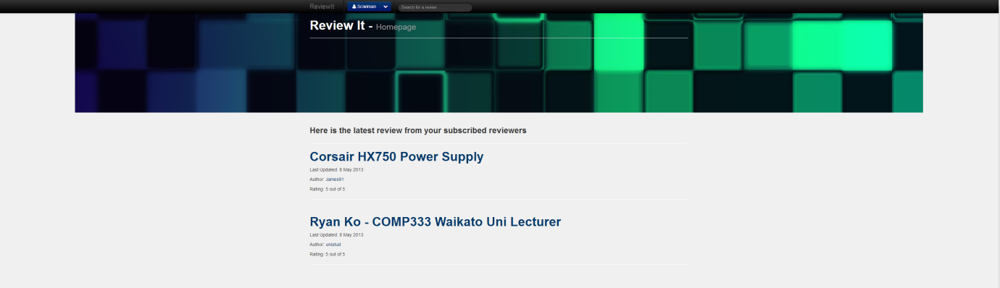 ReviewIt Sciwiman Search for a review
Review It - Homepage
Here is the latest review from your subscribed reviewers
Corsair HX750 Power Supply
Last Updated: 8 May 2013
Author: James91
Rating: 5 out of 5
Ryan Ko - COMP333 Waikato Uni Lecturer
Last Updated: 8 May 2013
Author: unistud
Rating: 5 out of 5